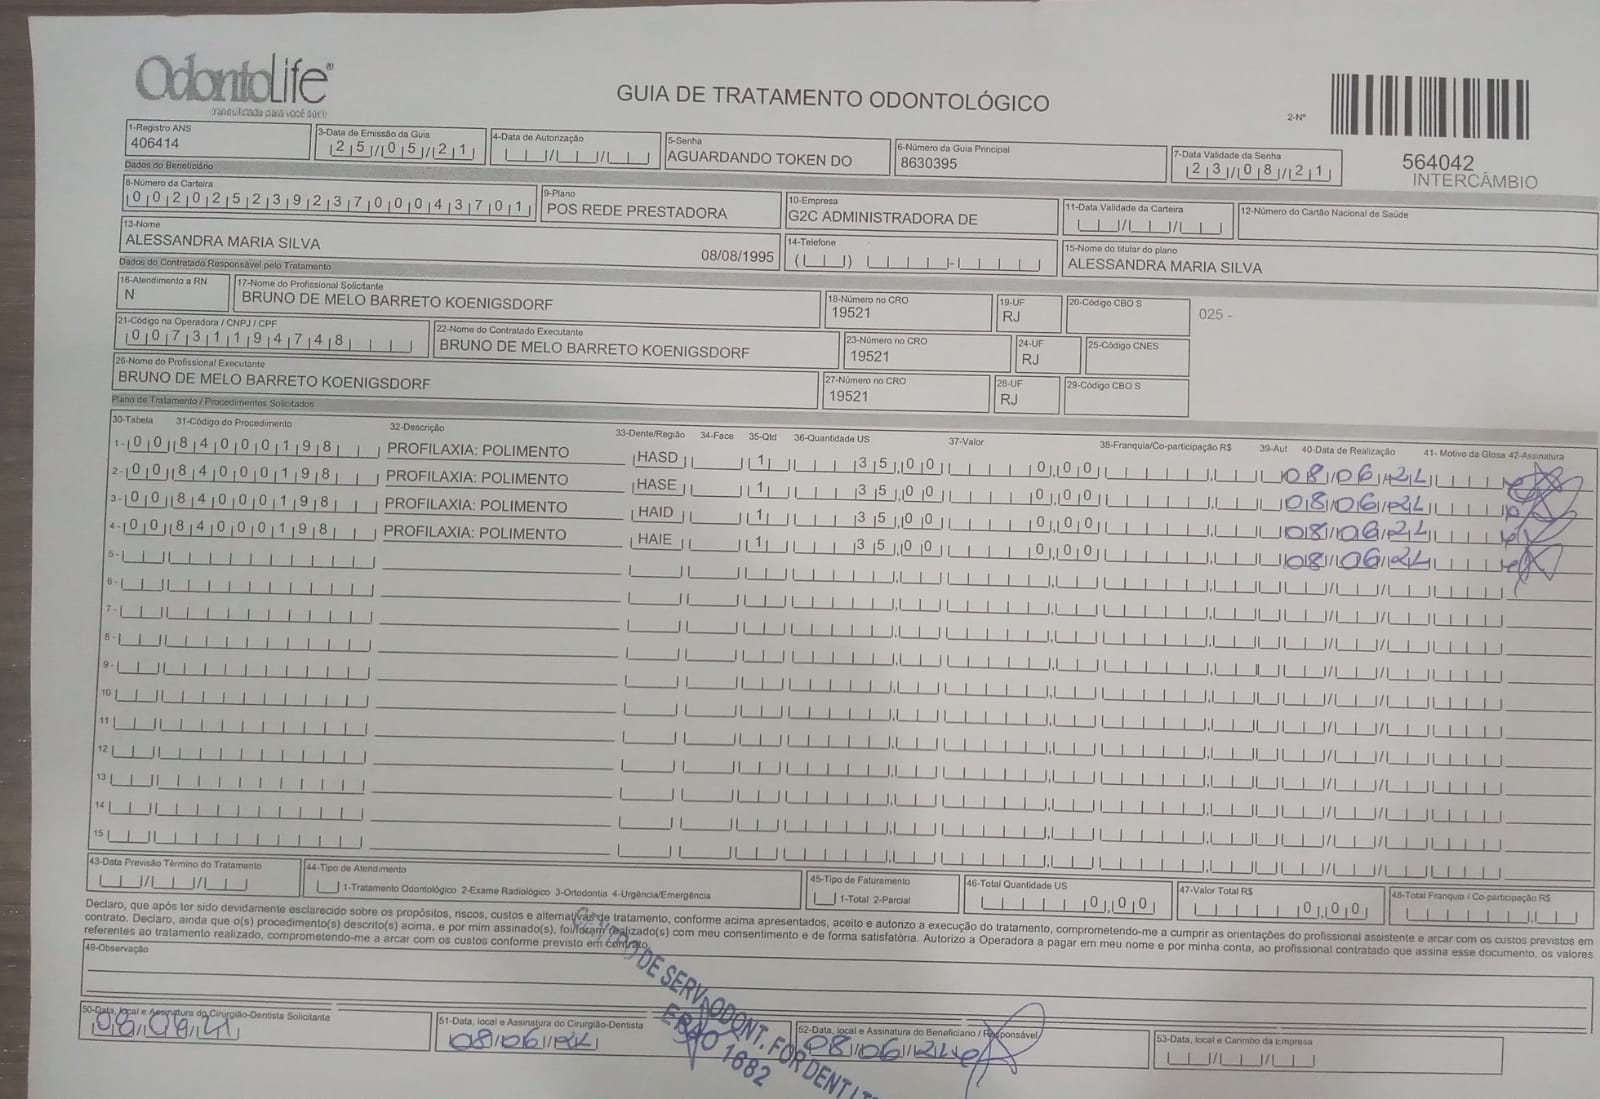 OdontoLife®
GUIA DE TRATAMENTO ODONTOLÓGICO
2-Nº
564042
INTERCÂMBIO
1-Registro ANS
406414
3-Data de Emissão da Guia
25/05/21
4-Data de Autorização
5-Senha
AGUARDANDO TOKEN DO
6-Número da Guia Principal
8630395
7-Data Validade da Senha
23/08/21
Dados do Beneficiário
8-Número da Carteira
00202523923700043701
9-Plano
POS REDE PRESTADORA
10-Empresa
G2C ADMINISTRADORA DE
11-Data Validade da Carteira
12-Número do Cartão Nacional de Saúde
13-Nome
ALESSANDRA MARIA SILVA 08/08/1995
14-Telefone
15-Nome do titular do plano
ALESSANDRA MARIA SILVA
Dados do Contratado Responsável pelo Tratamento
16-Atendimento a RN
N
17-Nome do Profissional Solicitante
BRUNO DE MELO BARRETO KOENIGSDORF
18-Número no CRO
19521
19-UF
RJ
20-Código CBO S
025 -
21-Código na Operadora / CNPJ / CPF
00731194748
22-Nome do Contratado Executante
BRUNO DE MELO BARRETO KOENIGSDORF
23-Número no CRO
19521
24-UF
RJ
25-Código CNES
26-Nome do Profissional Executante
BRUNO DE MELO BARRETO KOENIGSDORF
27-Número no CRO
19521
28-UF
RJ
29-Código CBO S
Plano de Tratamento / Procedimentos Solicitados
30-Tabela 31-Código do Procedimento 32-Descrição 33-Dente/Região 34-Face 35-Qtd 36-Quantidade US 37-Valor 38-Franquia/Co-participação R$ 39-Aut 40-Data de Realização 41- Motivo da Glosa 42-Assinatura
1- 00 84000198 PROFILAXIA: POLIMENTO HASD 1 35,00 0,00 08/06/21
2- 00 84000198 PROFILAXIA: POLIMENTO HASE 1 35,00 0,00 08/06/21
3- 00 84000198 PROFILAXIA: POLIMENTO HAID 1 35,00 0,00 08/06/21
4- 00 84000198 PROFILAXIA: POLIMENTO HAIE 1 35,00 0,00 08/06/21
5-
6-
7-
8-
9-
10
11
12
13
14
15
43-Data Previsão Término do Tratamento
44-Tipo de Atendimento
1-Tratamento Odontológico 2-Exame Radiológico 3-Ortodontia 4-Urgência/Emergência
45-Tipo de Faturamento
1-Total 2-Parcial
46-Total Quantidade US
0,00
47-Valor Total R$
0,00
48-Total Franquia / Co-participação R$
Declaro, que após ter sido devidamente esclarecido sobre os propósitos, riscos, custos e alternativas de tratamento, conforme acima apresentados, aceito e autorizo a execução do tratamento, comprometendo-me a cumprir as orientações do profissional assistente e arcar com os custos previstos em
contrato. Declaro, ainda que o(s) procedimento(s) descrito(s) acima, e por mim assinado(s), foi/foram realizado(s) com meu consentimento e de forma satisfatória. Autorizo a Operadora a pagar em meu nome e por minha conta, ao profissional contratado que assina esse documento, os valores
referentes ao tratamento realizado, comprometendo-me a arcar com os custos conforme previsto em contrato.
49-Observação
50-Data, local e Assinatura do Cirurgião-Dentista Solicitante
08/06/21
51-Data, local e Assinatura do Cirurgião-Dentista
08/06/21
52-Data, local e Assinatura do Beneficiário / Responsável
08/06/21
53-Data, local e Carimbo da Empresa
DE SERV. ODONT. FOR DENT
EPAO 1682